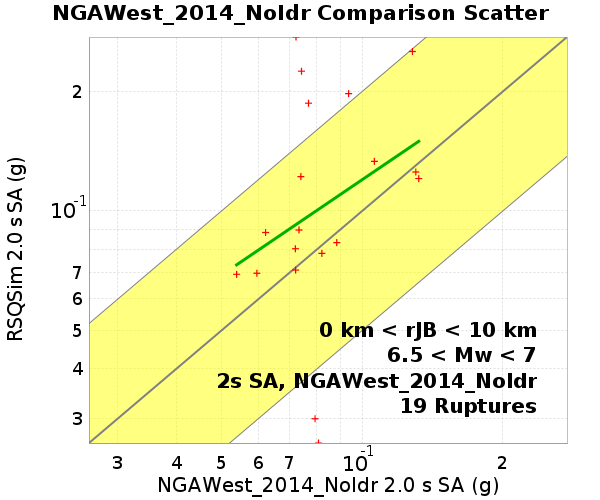 NGAWest_2014_NoIdr Comparison Scatter
RSQSim 2.0 s SA (g)
2
10⁻¹
7
6
5
4
3
0 km < rJB < 10 km
6.5 < Mw < 7
2s SA, NGAWest_2014_NoIdr
19 Ruptures
3 4 5 6 7 10⁻¹ 2
NGAWest_2014_NoIdr 2.0 s SA (g)